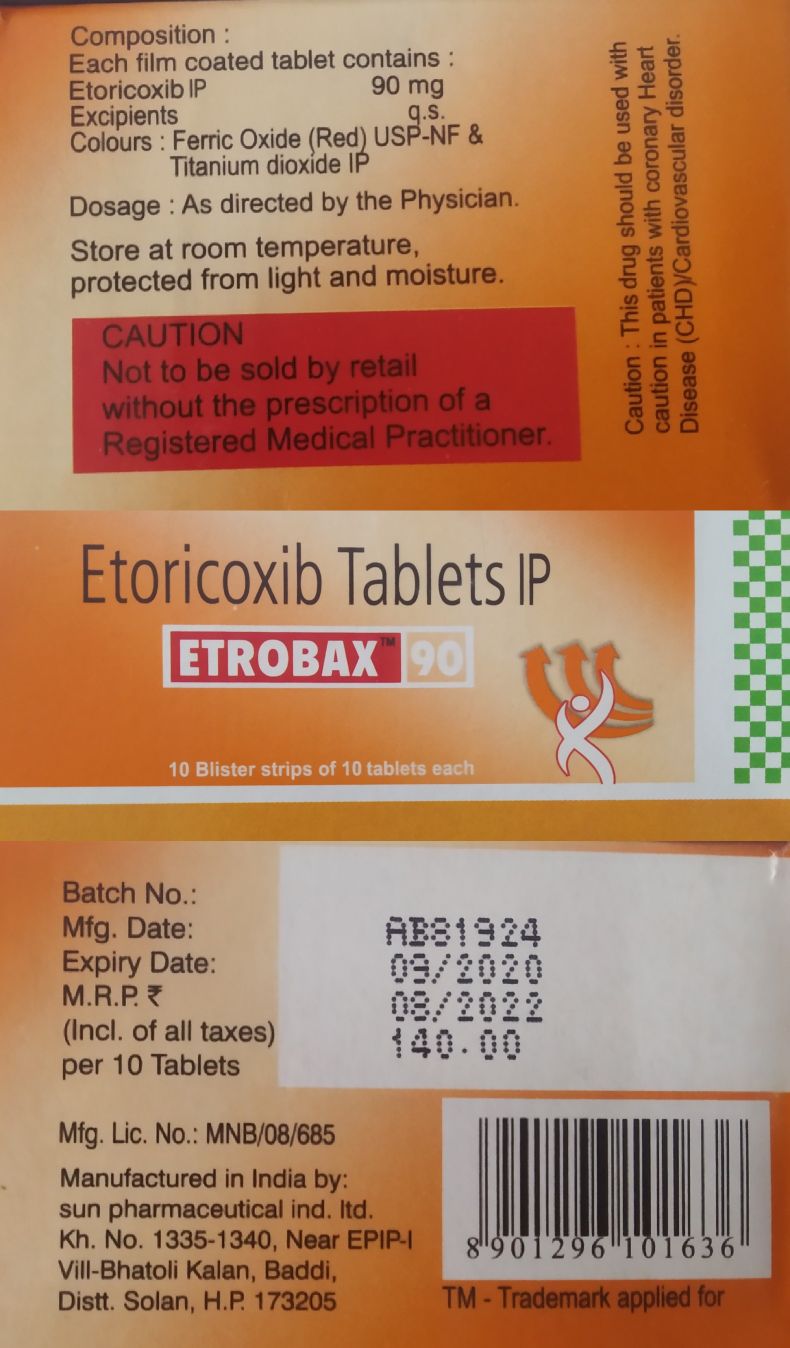 Composition :
Each film coated tablet contains :
Etoricoxib IP 90 mg
Excipients q.s.
Colours : Ferric Oxide (Red) USP-NF &
Titanium dioxide IP
Dosage : As directed by the Physician.
Store at room temperature,
protected from light and moisture.
CAUTION
Not to be sold by retail
without the prescription of a
Registered Medical Practitioner.
Caution : This drug should be used with
caution in patients with coronary Heart
Disease (CHD)/Cardiovascular disorder.
Etoricoxib Tablets IP
ETROBAX™ 90
10 Blister strips of 10 tablets each
Batch No.:
Mfg. Date: AB81924
Expiry Date: 09/2020
M.R.P. ₹ 08/2022
(Incl. of all taxes) 140.00
per 10 Tablets
Mfg. Lic. No.: MNB/08/685
Manufactured in India by:
sun pharmaceutical ind. ltd.
Kh. No. 1335-1340, Near EPIP-I
Vill-Bhatoli Kalan, Baddi,
Distt. Solan, H.P. 173205
8 901296 101636
TM - Trademark applied for